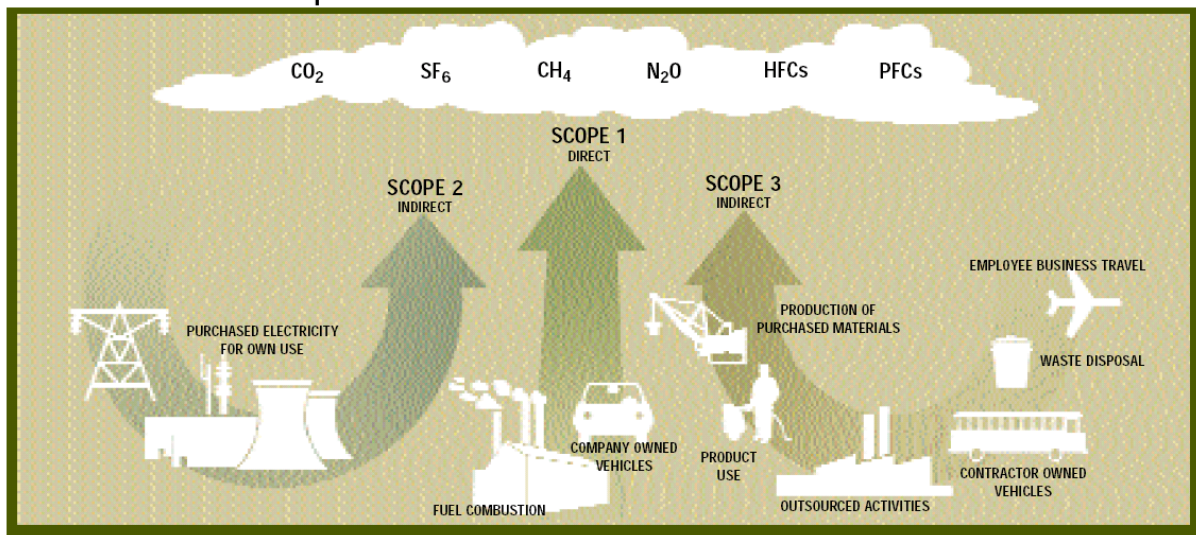 CO₂ SF₆ CH₄ N₂O HFCs PFCs
SCOPE 1
DIRECT
SCOPE 2
INDIRECT
SCOPE 3
INDIRECT
EMPLOYEE BUSINESS TRAVEL
PURCHASED ELECTRICITY
FOR OWN USE
PRODUCTION OF
PURCHASED MATERIALS
WASTE DISPOSAL
COMPANY OWNED
VEHICLES
PRODUCT
USE
CONTRACTOR OWNED
VEHICLES
FUEL COMBUSTION
OUTSOURCED ACTIVITIES